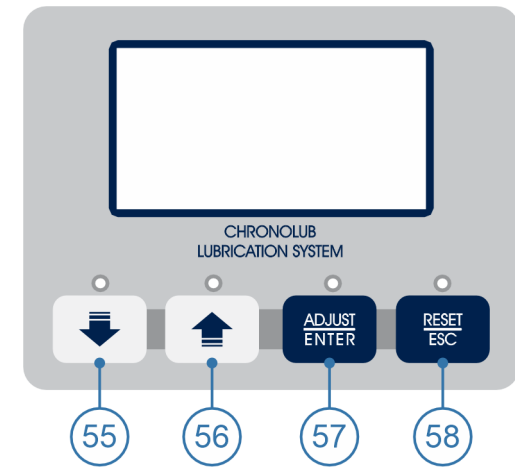 CHRONOLUB
LUBRICATION SYSTEM
ADJUST
ENTER
RESET
ESC
55
56
57
58